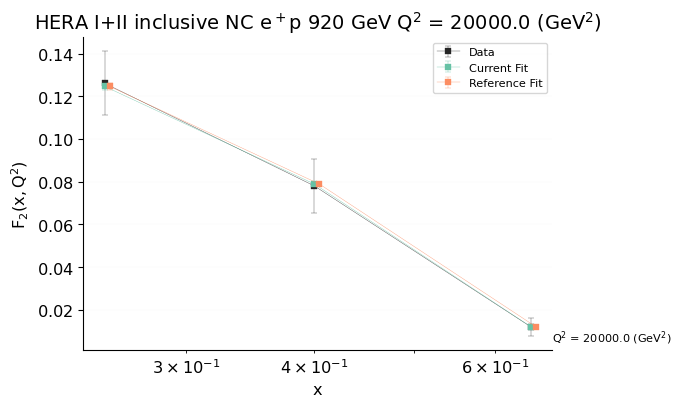 HERA I+II inclusive NC e⁺p 920 GeV Q² = 20000.0 (GeV²)
Data
Current Fit
Reference Fit
F₂(x, Q²)
0.14
0.12
0.10
0.08
0.06
0.04
0.02
Q² = 20000.0 (GeV²)
3 × 10⁻¹
4 × 10⁻¹
6 × 10⁻¹
x